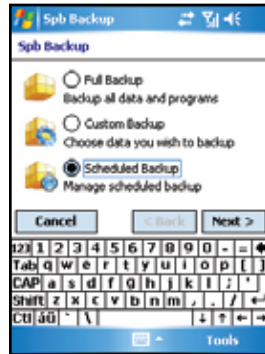 Spb Backup
Spb Backup
Full Backup
Backup all data and programs
Custom Backup
Choose data you wish to backup
Scheduled Backup
Manage scheduled backup
Cancel < Back Next >
123 1 2 3 4 5 6 7 8 9 0 - =
Tab q w e r t y u i o p [ ]
CAP a s d f g h j k l ; '
Shift z x c v b n m , . /
Ctl áü ` \
Tools